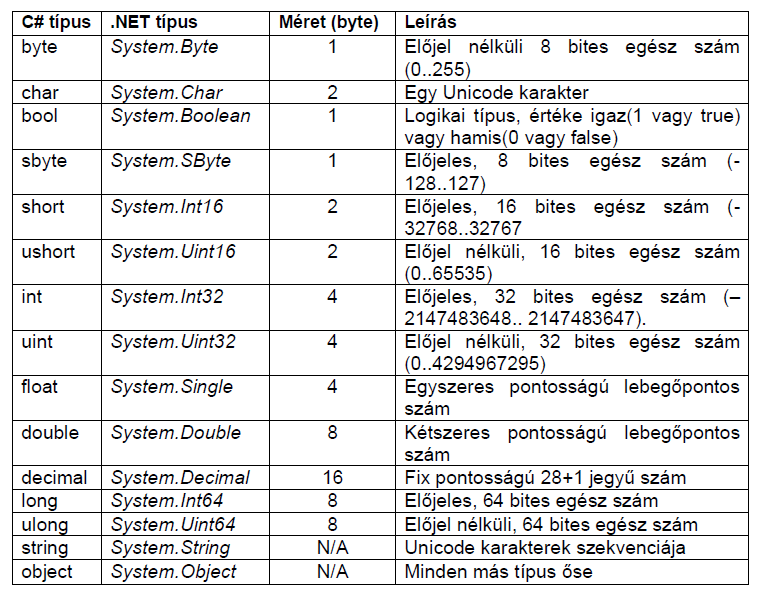 C# típus .NET típus Méret (byte) Leírás
byte System.Byte 1 Előjel nélküli 8 bites egész szám
(0..255)
char System.Char 2 Egy Unicode karakter
bool System.Boolean 1 Logikai típus, értéke igaz(1 vagy true)
vagy hamis(0 vagy false)
sbyte System.SByte 1 Előjeles, 8 bites egész szám (-
128..127)
short System.Int16 2 Előjeles, 16 bites egész szám (-
32768..32767
ushort System.Uint16 2 Előjel nélküli, 16 bites egész szám
(0..65535)
int System.Int32 4 Előjeles, 32 bites egész szám (–
2147483648.. 2147483647).
uint System.Uint32 4 Előjel nélküli, 32 bites egész szám
(0..4294967295)
float System.Single 4 Egyszeres pontosságú lebegőpontos
szám
double System.Double 8 Kétszeres pontosságú lebegőpontos
szám
decimal System.Decimal 16 Fix pontosságú 28+1 jegyű szám
long System.Int64 8 Előjeles, 64 bites egész szám
ulong System.Uint64 8 Előjel nélküli, 64 bites egész szám
string System.String N/A Unicode karakterek szekvenciája
object System.Object N/A Minden más típus őse